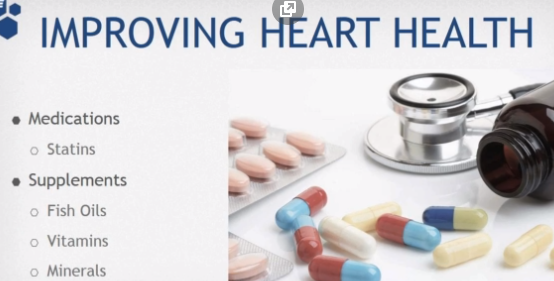 IMPROVING HEART HEALTH
Medications
Statins
Supplements
Fish Oils
Vitamins
Minerals